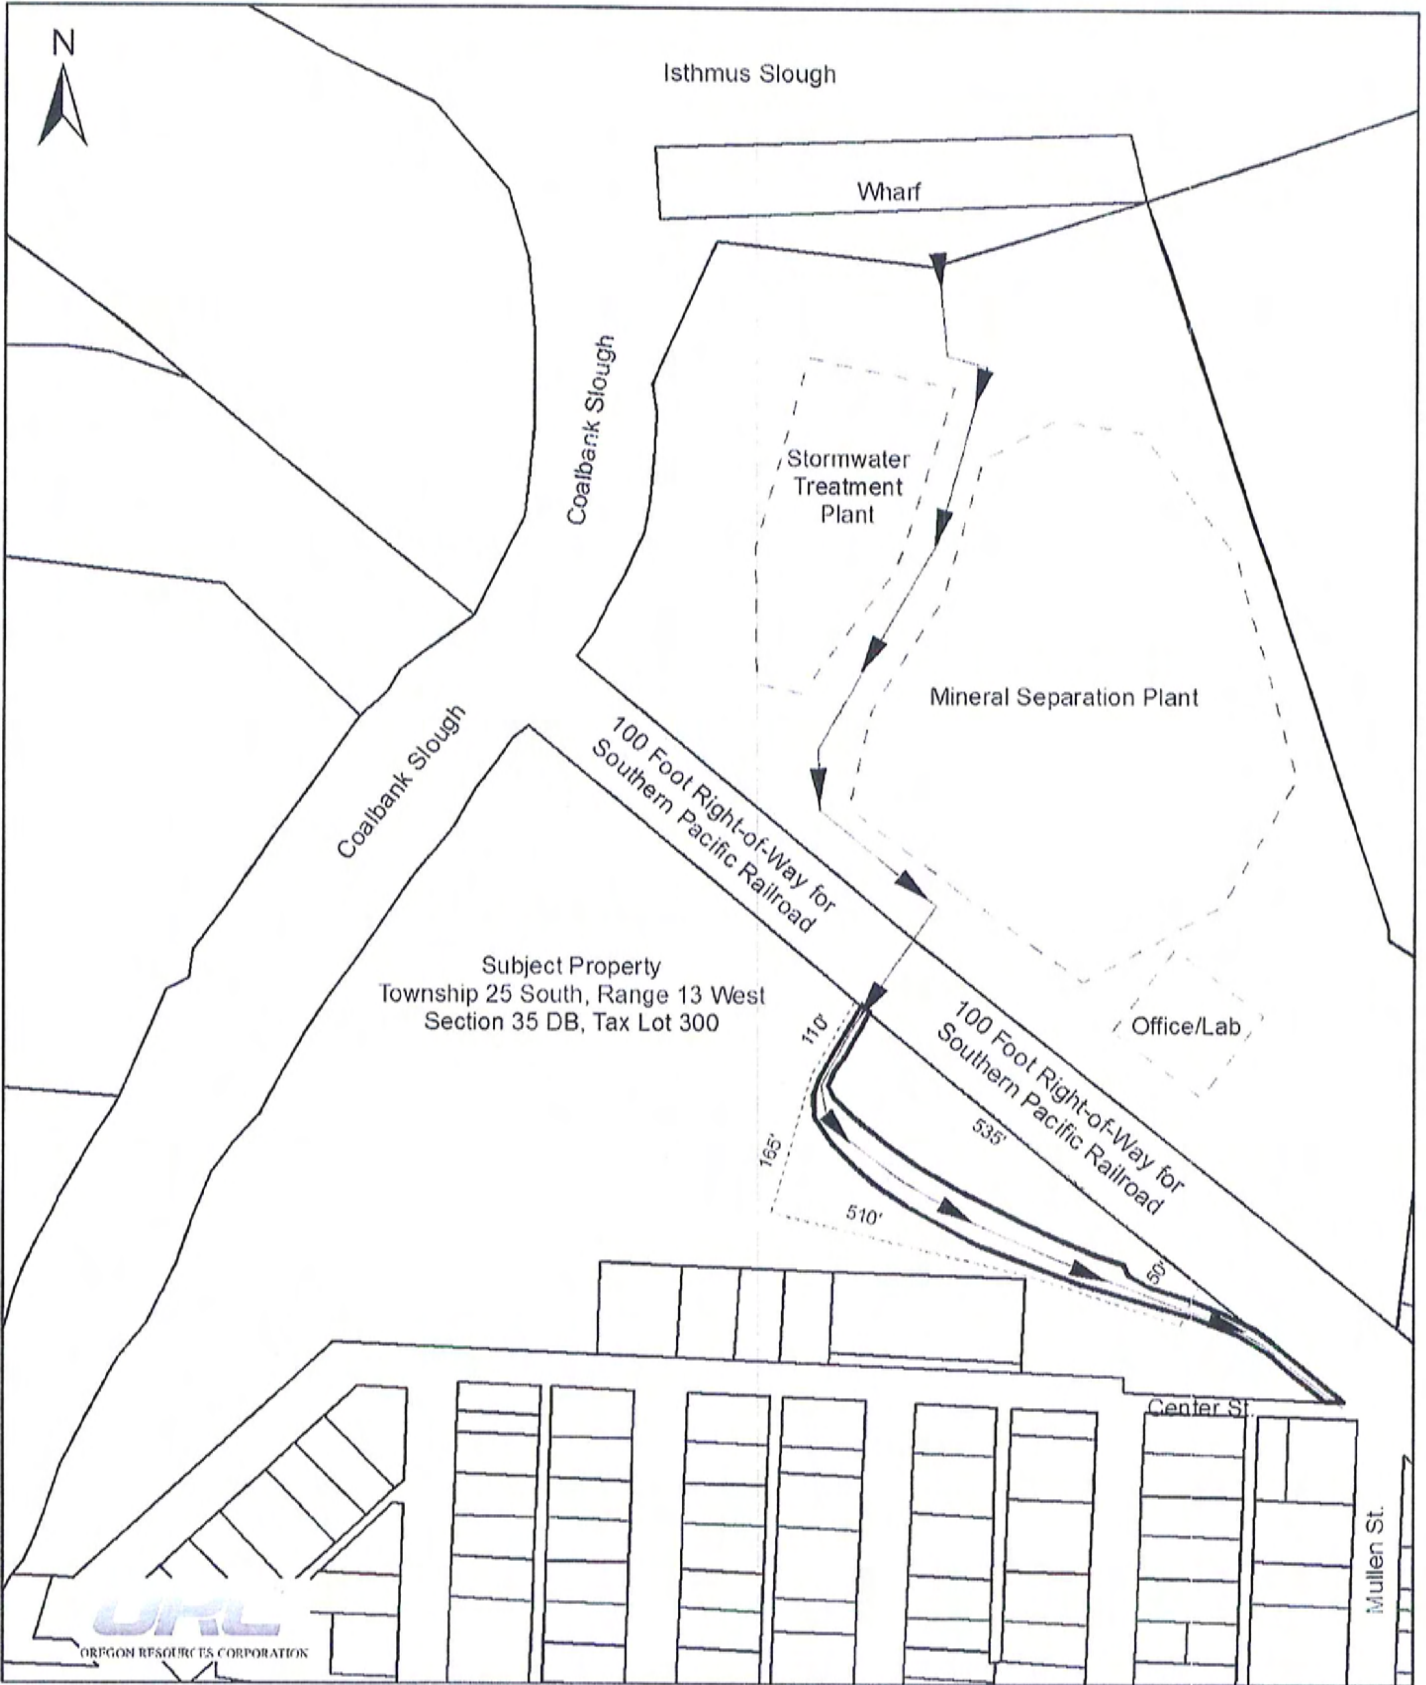 N
Isthmus Slough
Wharf
Coalbank Slough
Stormwater
Treatment
Plant
Mineral Separation Plant
Coalbank Slough
100 Foot Right-of-Way for
Southern Pacific Railroad
Subject Property
Township 25 South, Range 13 West
Section 35 DB, Tax Lot 300
110'
100 Foot Right-of-Way for
Southern Pacific Railroad
Office/Lab
535'
165'
510'
50'
Center St.
Mullen St.
ORC
OREGON RESOURCES CORPORATION